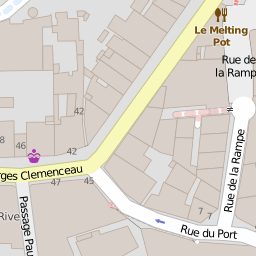 Le Melting
Pot
Rue de
la Rampe
42
42
46
48
rges Clemenceau
47
45
Rue de la Rampe
Passage Pau
Rive
7
Rue du Port